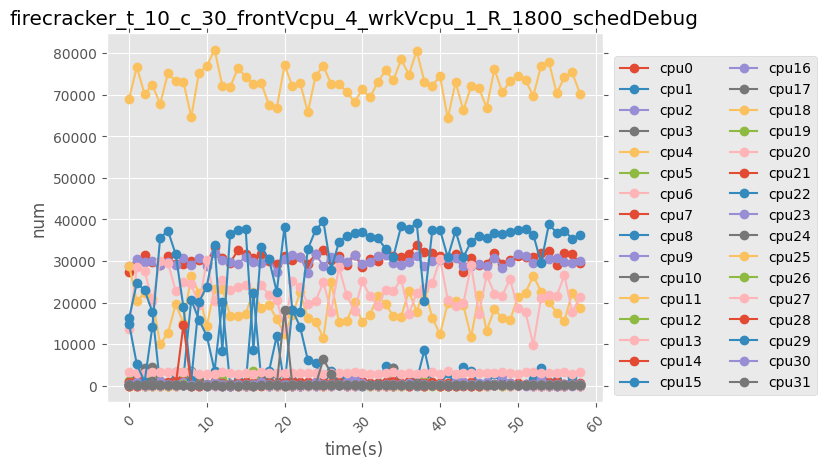 firecracker_t_10_c_30_frontVcpu_4_wrkVcpu_1_R_1800_schedDebug
80000
70000
60000
50000
40000
30000
20000
10000
0
num
0
10
20
30
40
50
60
time(s)
cpu0
cpu1
cpu2
cpu3
cpu4
cpu5
cpu6
cpu7
cpu8
cpu9
cpu10
cpu11
cpu12
cpu13
cpu14
cpu15
cpu16
cpu17
cpu18
cpu19
cpu20
cpu21
cpu22
cpu23
cpu24
cpu25
cpu26
cpu27
cpu28
cpu29
cpu30
cpu31